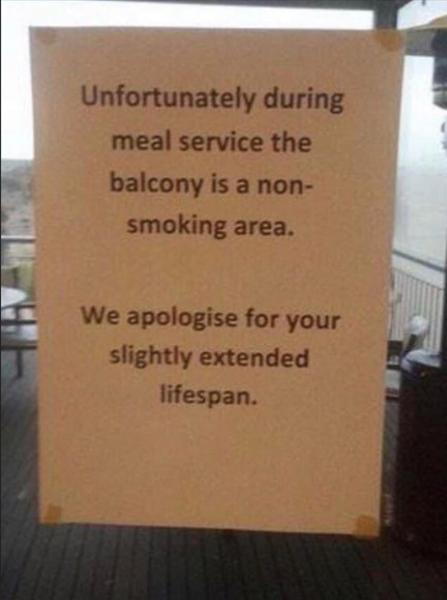 Unfortunately during
meal service the
balcony is a non-
smoking area.
We apologise for your
slightly extended
lifespan.